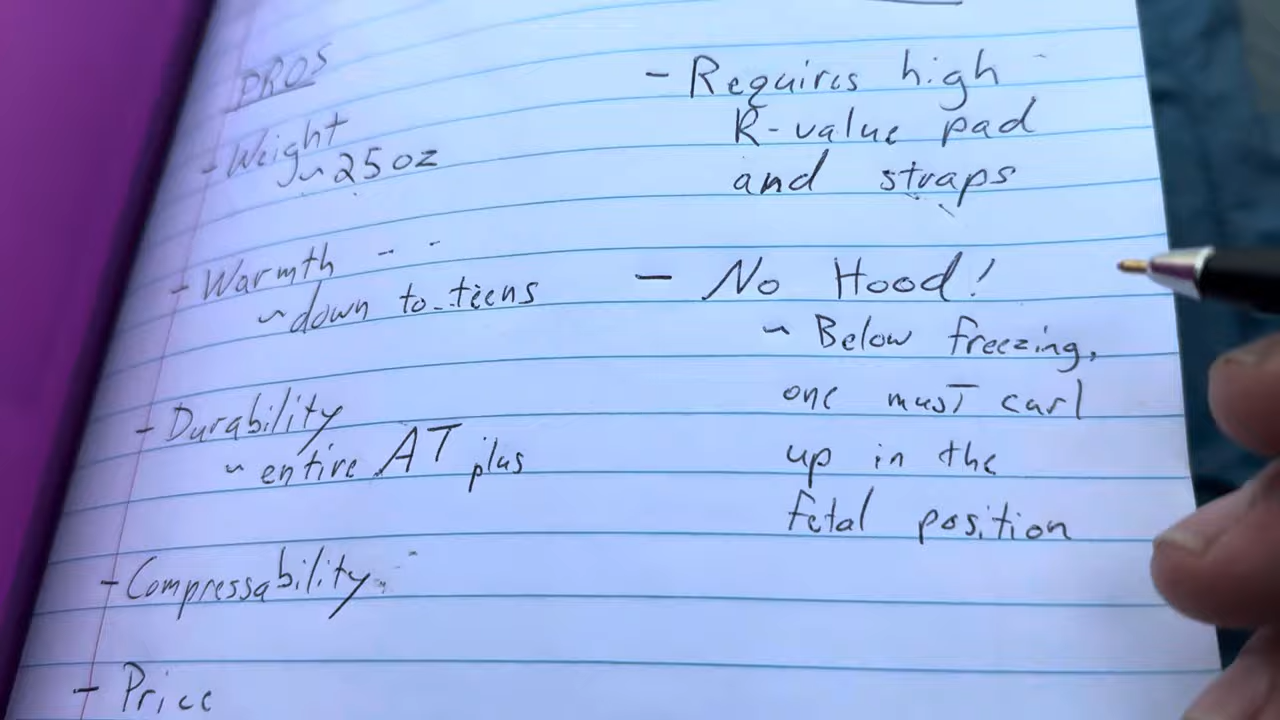 PROS
- Weight
~25oz
- Warmth
~down to teens
- Durability
~ entire AT plus
- Compressability
- Price
- Requires high
R-value pad
and straps
- No Hood!
~ Below freezing,
one must curl
up in the
fetal position